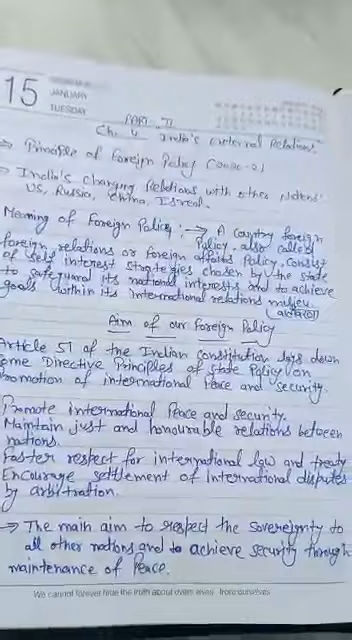 15 JANUARY
TUESDAY
PART-II
Ch. 4 India's External Relations
⇒ Principle of Foreign Policy
⇒ India's Changing Relations with other Nations:
US, Russia, China, Isreal.
Meaning of Foreign Policy :→ A country foreign
Policy, also called
foreign relations or foreign affairs Policy, Consist
of self interest strategies chosen by the state
to safeguard its national interests and to achieve
goals within its international relations milieu.
Aim of our Foreign Policy
Article 51 of the Indian constitution lays down
some Directive Principles of State Policy on
Promotion of international Peace and security.
Promote international Peace and security.
Maintain just and honourable relations between
nations.
Foster respect for international law and treaty
Encourage settlement of International disputes
by arbitration.
⇒ The main aim to respect the sovereignty to
all other nations and to achieve security through
maintenance of Peace.
We cannot forever hide the truth about ourselves, from ourselves